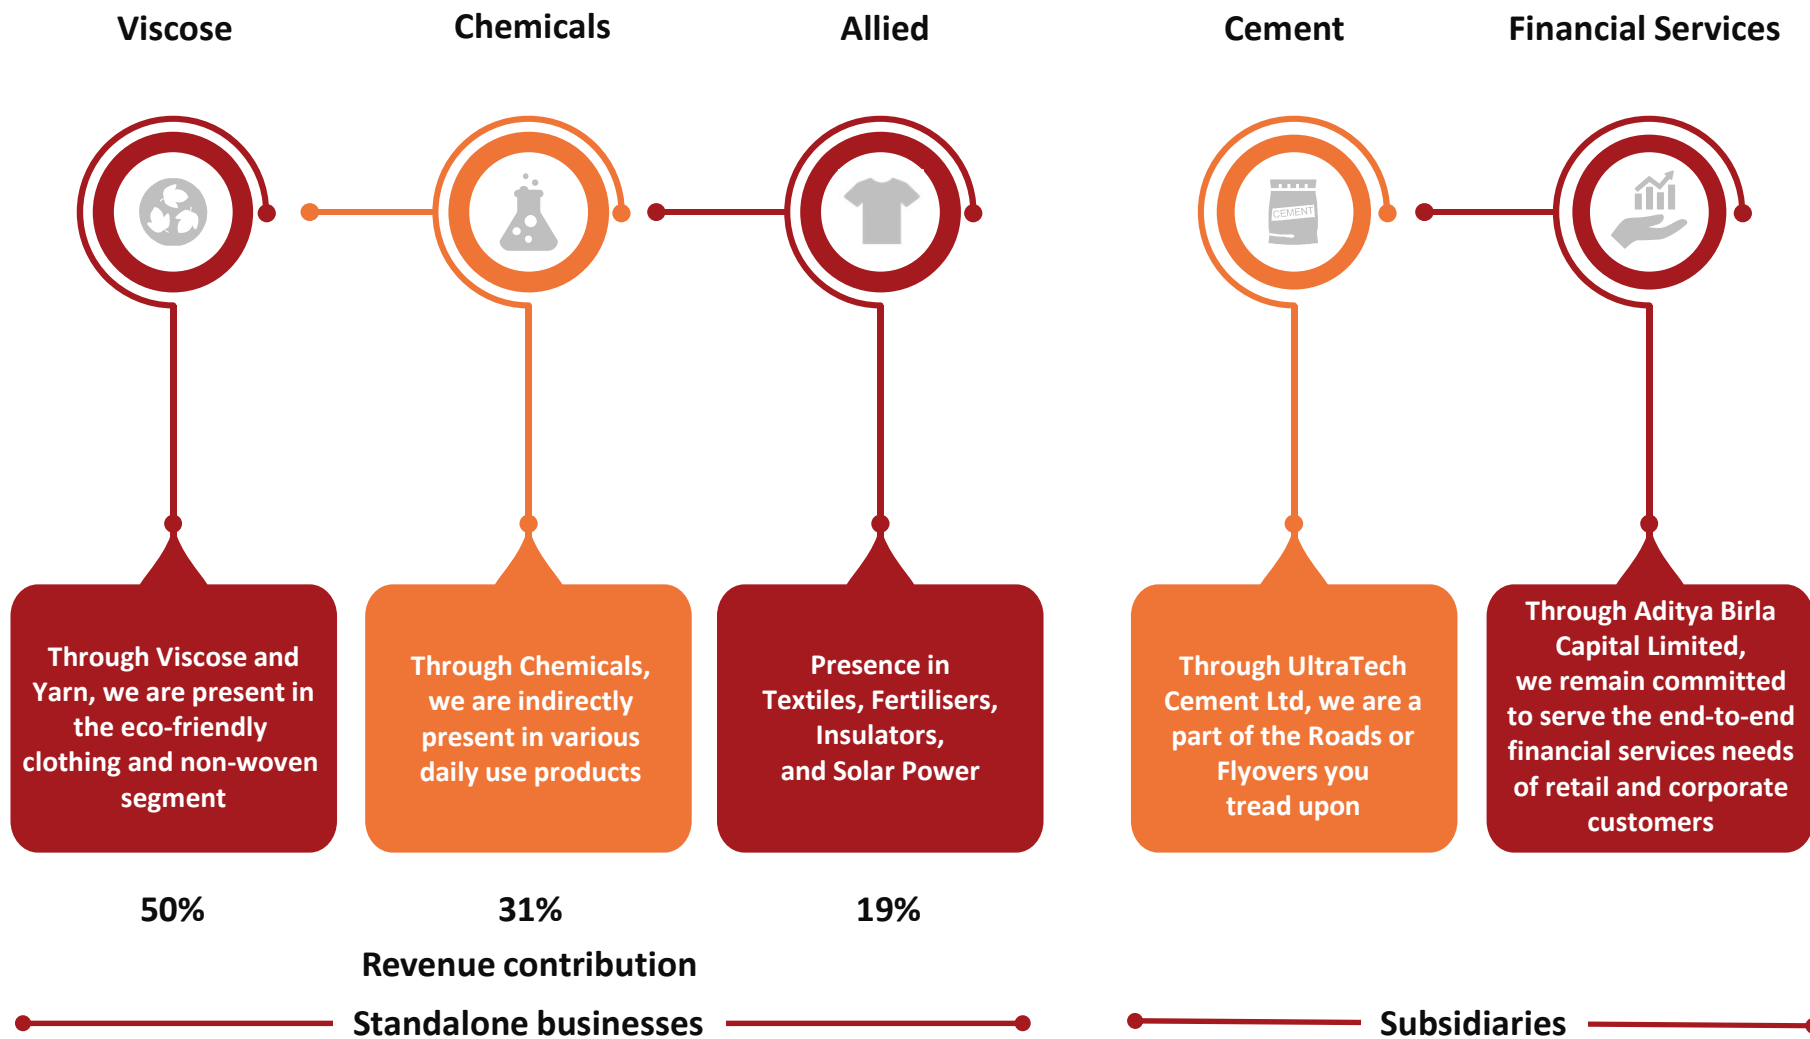 Viscose
Chemicals
Allied
Cement
Financial Services
CEMENT
Through Viscose and
Yarn, we are present in
the eco-friendly
clothing and non-woven
segment
Through Chemicals,
we are indirectly
present in various
daily use products
Presence in
Textiles, Fertilisers,
Insulators,
and Solar Power
Through UltraTech
Cement Ltd, we are a
part of the Roads or
Flyovers you
tread upon
Through Aditya Birla
Capital Limited,
we remain committed
to serve the end-to-end
financial services needs
of retail and corporate
customers
50%
31%
19%
Revenue contribution
Standalone businesses
Subsidiaries